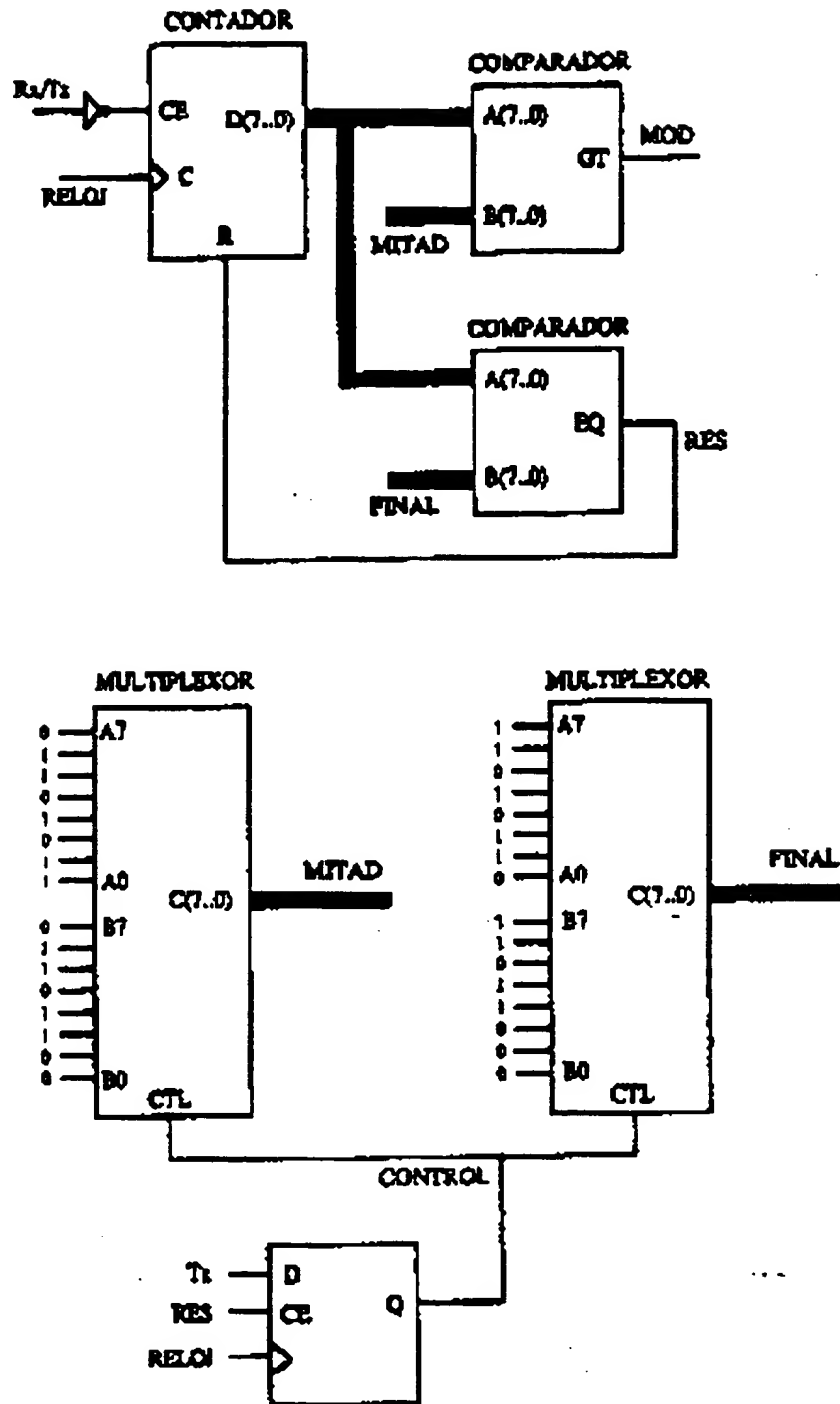 CONTADOR
COMPARADOR
Rx/Tx
CE
D(7..0)
A(7..0)
MOD
GT
C
RELOJ
B(7..0)
MITAD
R
COMPARADOR
A(7..0)
EQ
RES
B(7..0)
FINAL
MULTIPLEXOR
MULTIPLEXOR
0 A7
1
1
0
1
0
1
1 A0
C(7..0)
MITAD
0 B7
1
1
0
1
1
0
0 B0
CTL
1 A7
1
0
1
0
1
1
0 A0
C(7..0)
FINAL
1 B7
1
0
1
1
0
0
0 B0
CTL
CONTROL
D
Q
RES
CE
RELOJ